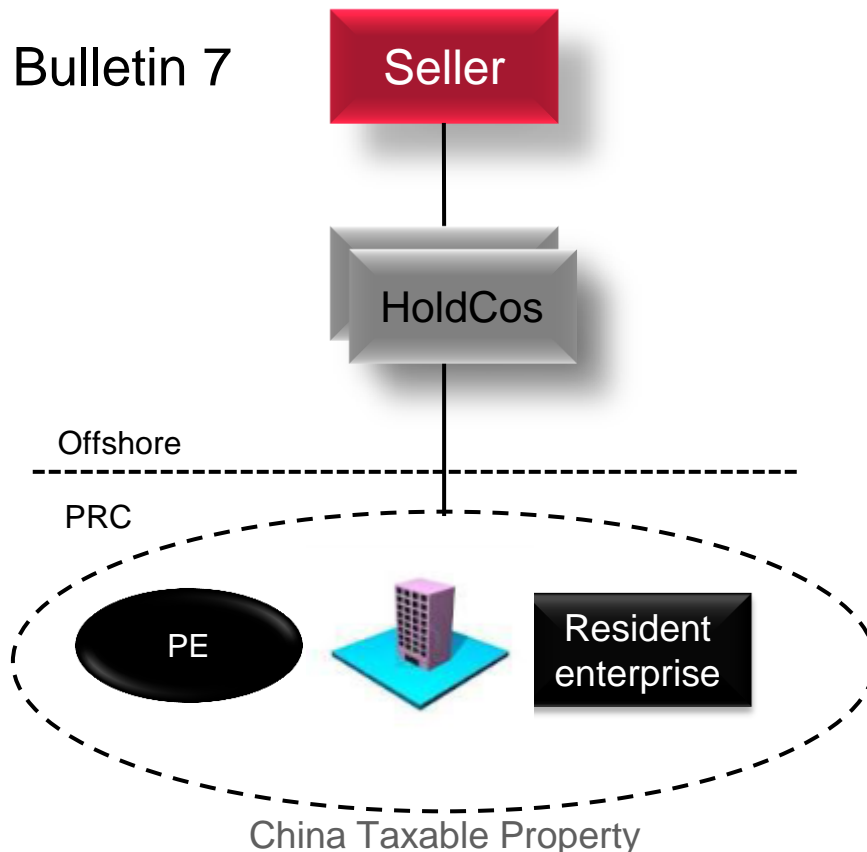 Bulletin 7
Seller
HoldCos
Offshore
PRC
PE
Resident
enterprise
China Taxable Property